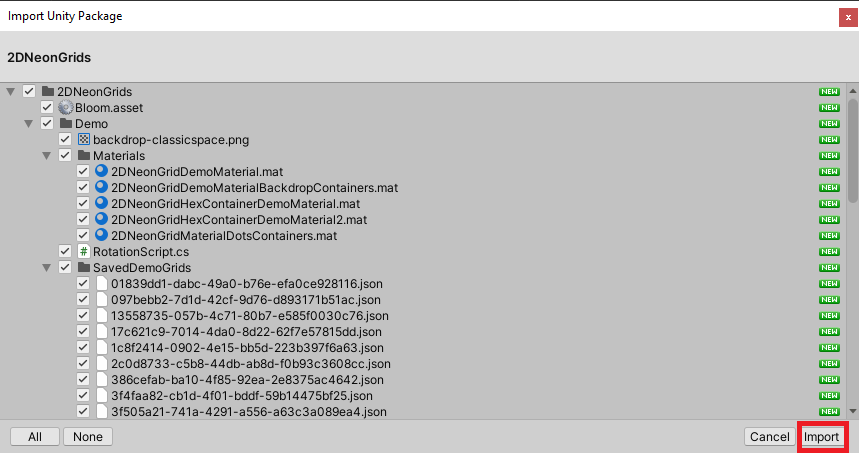 Import Unity Package x
2DNeonGrids
2DNeonGrids NEW
Bloom.asset NEW
Demo NEW
backdrop-classicspace.png NEW
Materials NEW
2DNeonGridDemoMaterial.mat NEW
2DNeonGridDemoMaterialBackdropContainers.mat NEW
2DNeonGridHexContainerDemoMaterial.mat NEW
2DNeonGridHexContainerDemoMaterial2.mat NEW
2DNeonGridMaterialDotsContainers.mat NEW
# RotationScript.cs NEW
SavedDemoGrids NEW
01839dd1-dabc-49a0-b76e-efa0ce928116.json NEW
097bebb2-7d1d-42cf-9d76-d893171b51ac.json NEW
13558735-057b-4c71-80b7-e585f0030c76.json NEW
17c621c9-7014-4da0-8d22-62f7e57815dd.json NEW
1c8f2414-0902-4e15-bb5d-223b397f6a63.json NEW
2c0d8733-c5b8-44db-ab8d-f0b93c3608cc.json NEW
386cefab-ba10-4f85-92ea-2e8375ac4642.json NEW
3f4faa82-cb1d-4f01-bddf-59b14475bf25.json NEW
3f505a21-741a-4291-a556-a63c3a089ea4.json NEW
All None Cancel Import